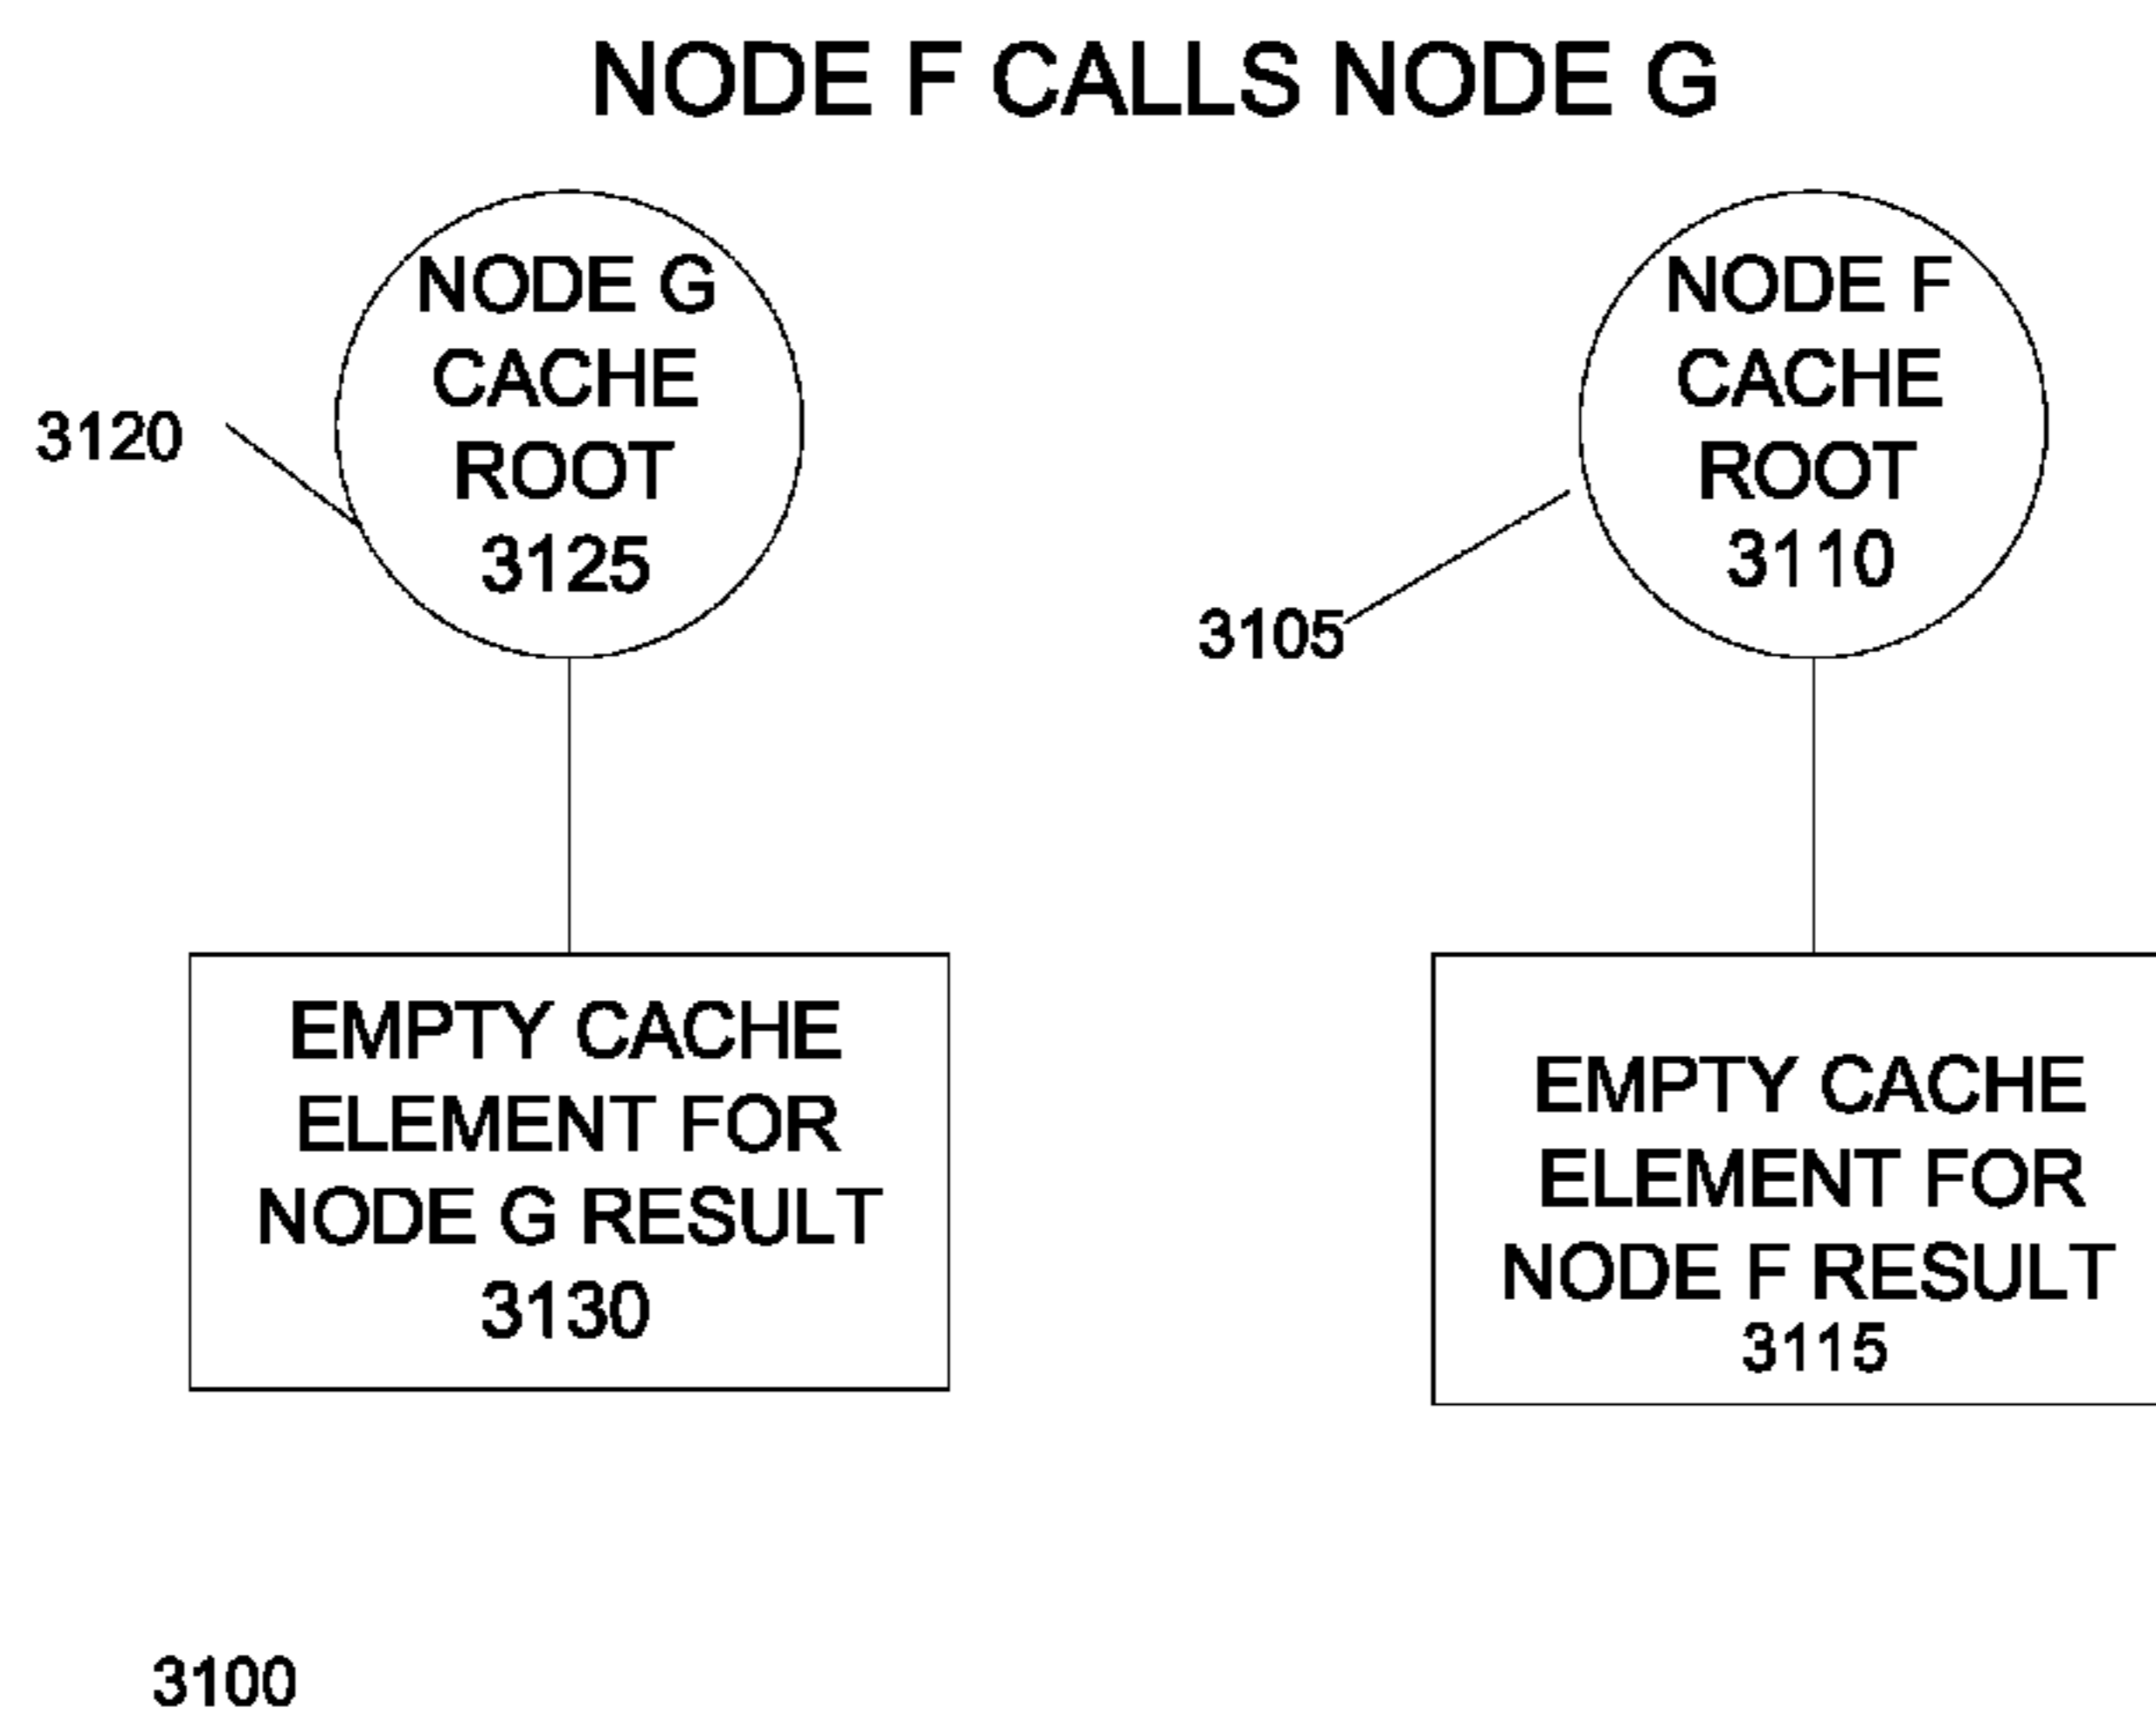 NODE F CALLS NODE G
NODE G
CACHE
ROOT
3125
3120
NODE F
CACHE
ROOT
3110
3105
EMPTY CACHE
ELEMENT FOR
NODE G RESULT
3130
EMPTY CACHE
ELEMENT FOR
NODE F RESULT
3115
3100